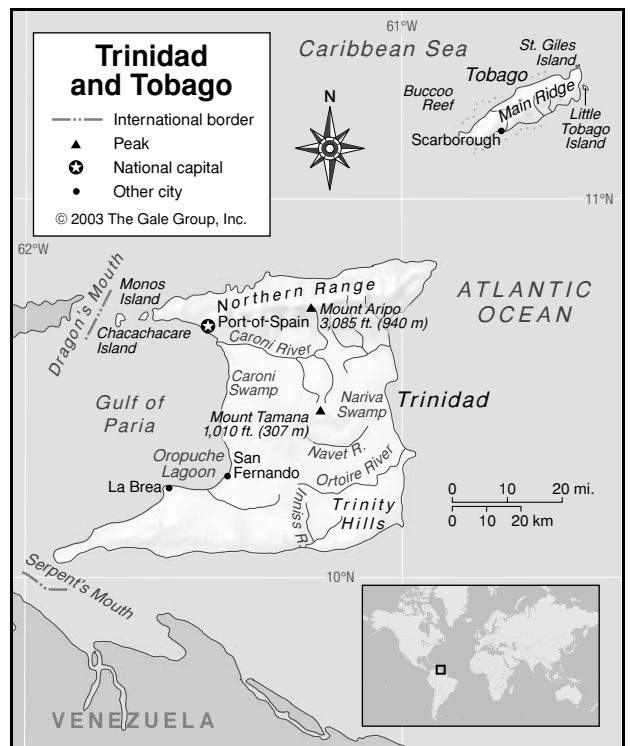 Trinidad
and Tobago
International border
Peak
National capital
Other city
© 2003 The Gale Group, Inc.
61°W
Caribbean Sea
St. Giles
Island
Tobago
Buccoo
Reef
Main Ridge
Little
Tobago
Island
Scarborough
N
11°N
62°W
Dragon's Mouth
Monos
Island
Chacachacare
Island
Northern Range
Mount Aripo
3,085 ft. (940 m)
Port-of-Spain
Caroni River
ATLANTIC
OCEAN
Caroni
Swamp
Nariva
Swamp
Trinidad
Gulf of
Paria
Mount Tamana
1,010 ft. (307 m)
Navet R.
Oropuche
Lagoon
San
Fernando
Ortoire River
La Brea
Inniss R.
Trinity
Hills
0 10 20 mi.
0 10 20 km
Serpent's Mouth
10°N
VENEZUELA